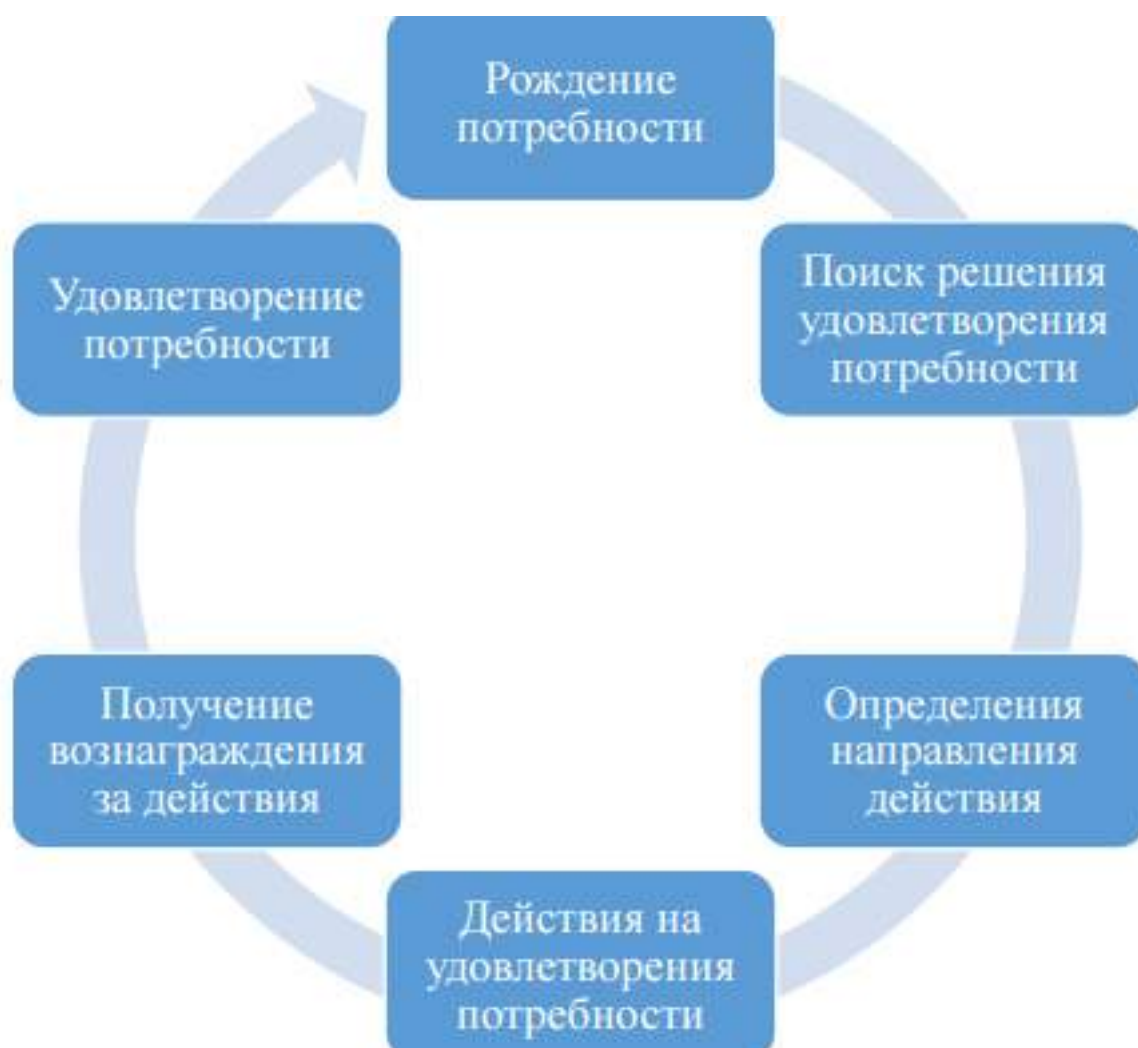 Рождение
потребности
Поиск решения
удовлетворения
потребности
Определения
направления
действия
Действия на
удовлетворения
потребности
Получение
вознаграждения
за действия
Удовлетворение
потребности